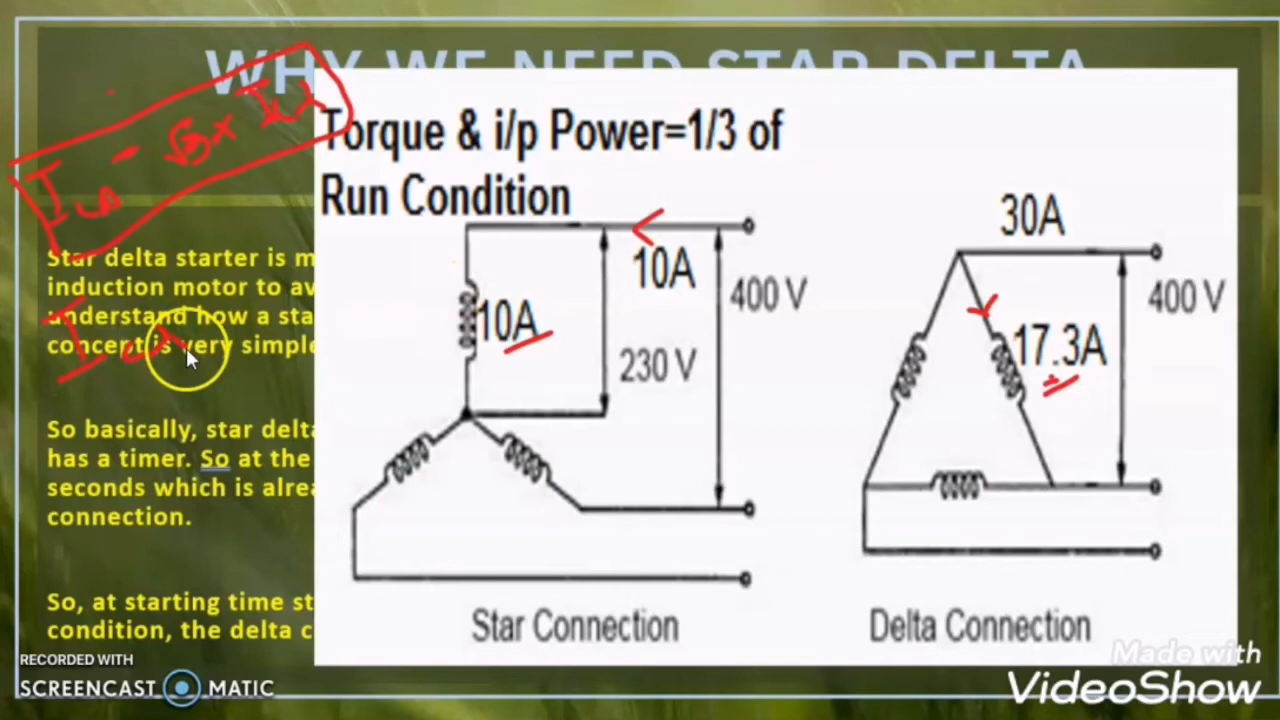 WHY WE NEED STAR DELTA
Torque & i/p Power=1/3 of
Run Condition
Star delta starter is m
induction motor to av
understand how a sta
concept is very simple
So basically, star delta
has a timer. So at the
seconds which is alrea
connection.
So, at starting time st
condition, the delta c
10A
10A
230 V
400 V
Star Connection
30A
17.3A
400 V
Delta Connection
RECORDED WITH
SCREENCAST MATIC
Made with
VideoShow